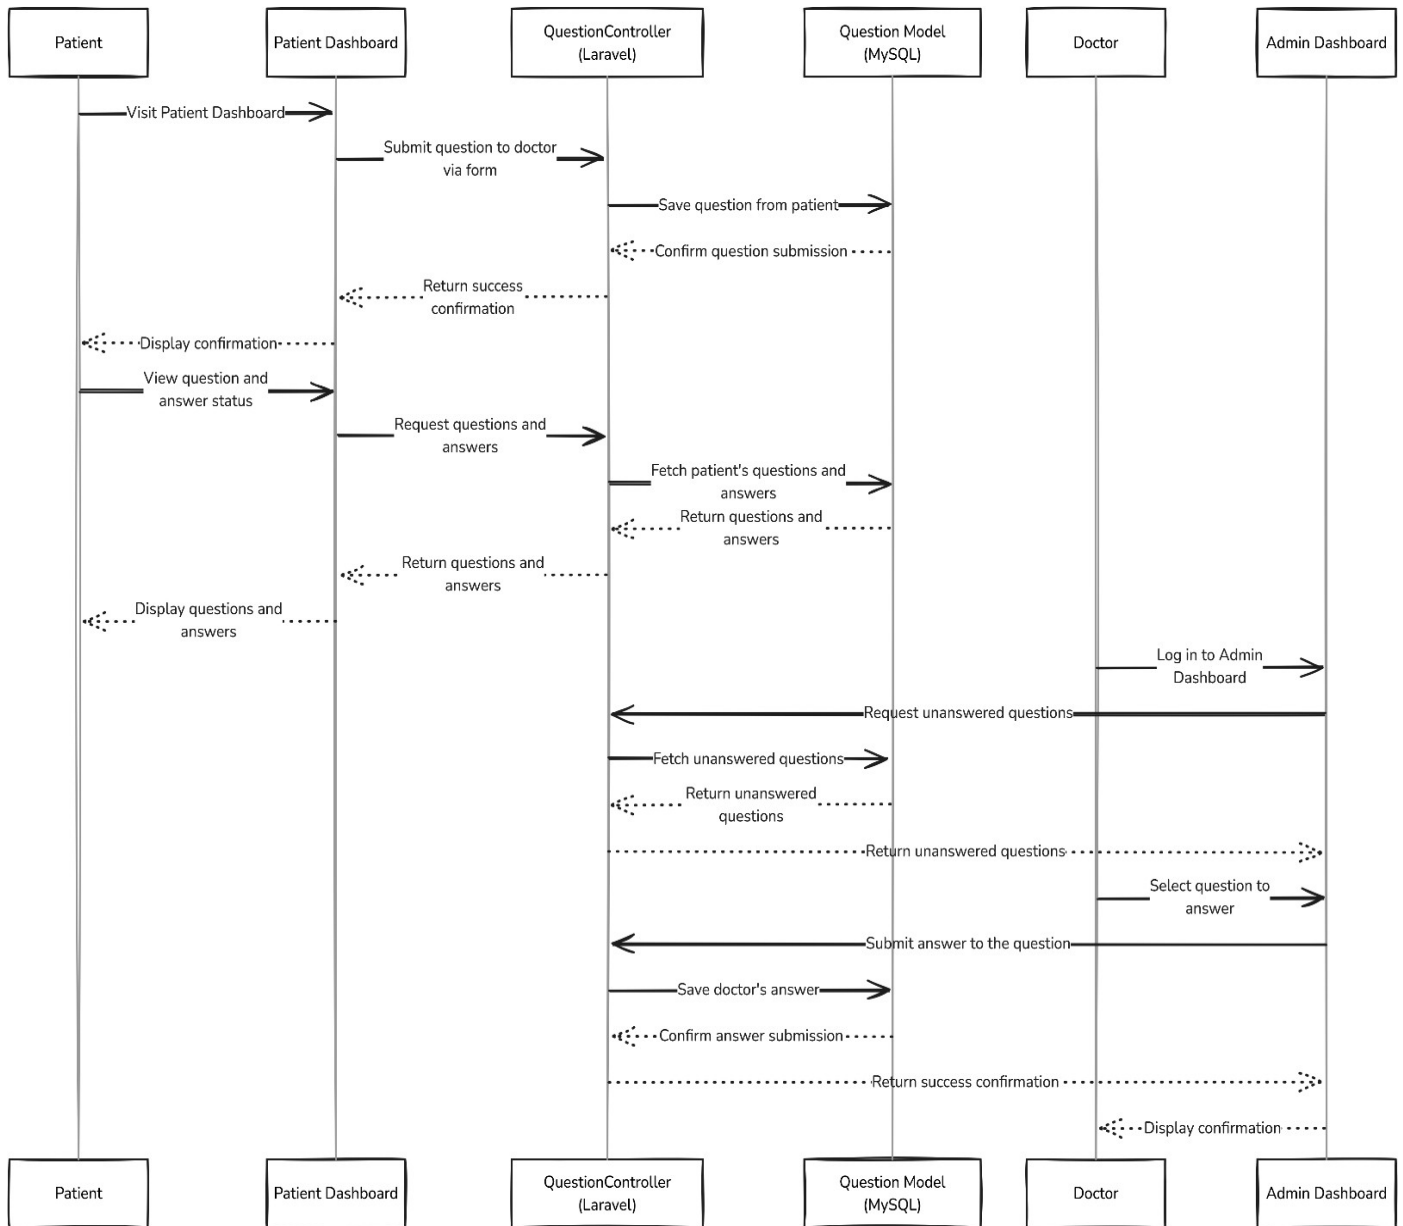 Patient
Patient Dashboard
QuestionController
(Laravel)
Question Model
(MySQL)
Doctor
Admin Dashboard
Visit Patient Dashboard
Submit question to doctor
via form
Save question from patient
Confirm question submission
Return success
confirmation
Display confirmation
View question and
answer status
Request questions and
answers
Fetch patient's questions and
answers
Return questions and
answers
Return questions and
answers
Display questions and
answers
Log in to Admin
Dashboard
Request unanswered questions
Fetch unanswered questions
Return unanswered
questions
Return unanswered questions
Select question to
answer
Submit answer to the question
Save doctor's answer
Confirm answer submission
Return success confirmation
Display confirmation
Patient
Patient Dashboard
QuestionController
(Laravel)
Question Model
(MySQL)
Doctor
Admin Dashboard